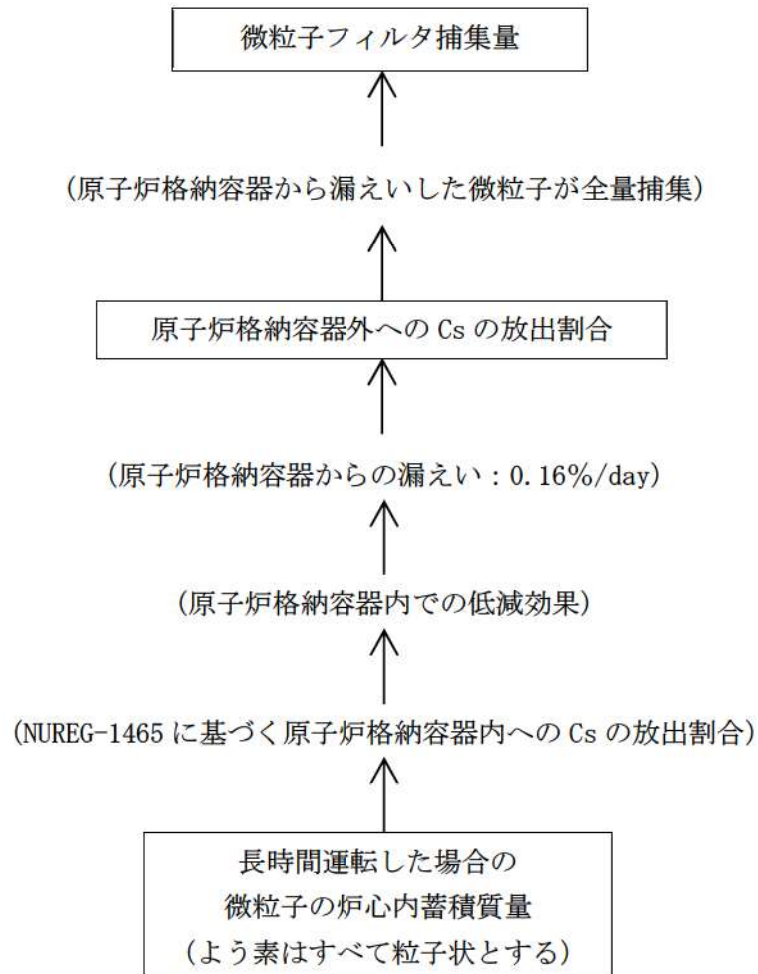 微粒子フィルタ捕集量
(原子炉格納容器から漏えいした微粒子が全量捕集)
原子炉格納容器外への Cs の放出割合
(原子炉格納容器からの漏えい：0.16%/day)
(原子炉格納容器内での低減効果)
(NUREG-1465 に基づく原子炉格納容器内への Cs の放出割合)
長時間運転した場合の
微粒子の炉心内蓄積質量
(よう素はすべて粒子状とする)